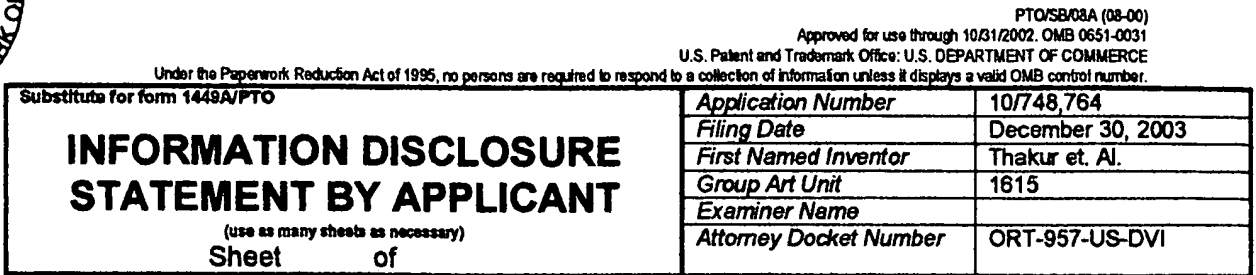 PTO/SB/08A (08-00)
Approved for use through 10/31/2002. OMB 0651-0031
U.S. Patent and Trademark Office: U.S. DEPARTMENT OF COMMERCE
Under the Paperwork Reduction Act of 1995, no persons are required to respond to a collection of information unless it displays a valid OMB control number.
Substitute for form 1449A/PTO
INFORMATION DISCLOSURE
STATEMENT BY APPLICANT
(use as many sheets as necessary)
Sheet of
Application Number 10/748,764
Filing Date December 30, 2003
First Named Inventor Thakur et. Al.
Group Art Unit 1615
Examiner Name
Attorney Docket Number ORT-957-US-DVI